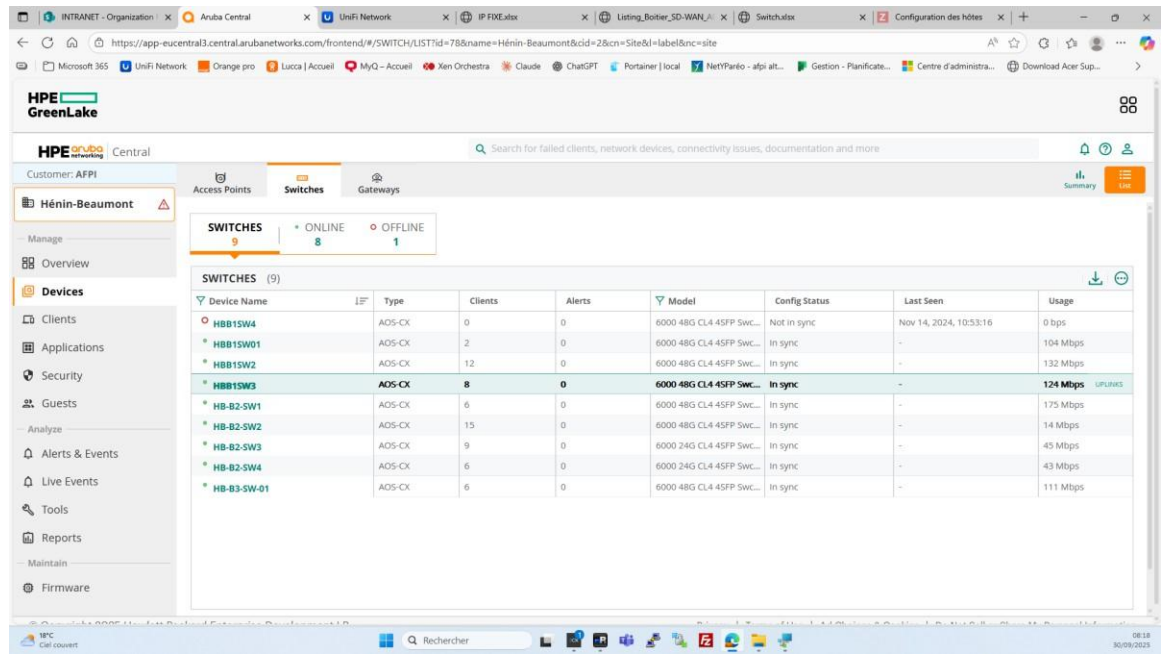 INTRANET - Organization
Aruba Central
UniFi Network
IP FIXE.xlsx
Listing_Boitier_SD-WAN_A
Switch.xlsx
Configuration des hôtes
https://app-eucentral3.central.arubanetworks.com/frontend/#/SWITCH/LIST?id=78&name=Hénin-Beaumont&cid=2&cn=Site&l=label&nc=site
Microsoft 365 UniFi Network Orange pro Lucca | Accueil MyQ – Accueil Xen Orchestra Claude ChatGPT Portainer | local NetYParéo - afpi alt... Gestion - Planificate... Centre d'administra... Download Acer Sup...
HPE
GreenLake
HPE aruba networking Central
Search for failed clients, network devices, connectivity issues, documentation and more
Customer: AFPI
Hénin-Beaumont
Access Points Switches Gateways
Summary List
SWITCHES ONLINE OFFLINE
9 8 1
Manage
Overview
Devices
Clients
Applications
Security
Guests
Analyze
Alerts & Events
Live Events
Tools
Reports
Maintain
Firmware
SWITCHES (9)
Device Name Type Clients Alerts Model Config Status Last Seen Usage
HBB1SW4 AOS-CX 0 0 6000 48G CL4 4SFP Swc... Not in sync Nov 14, 2024, 10:53:16 0 bps
HBB1SW01 AOS-CX 2 0 6000 48G CL4 4SFP Swc... In sync - 104 Mbps
HBB1SW2 AOS-CX 12 0 6000 48G CL4 4SFP Swc... In sync - 132 Mbps
HBB1SW3 AOS-CX 8 0 6000 48G CL4 4SFP Swc... In sync - 124 Mbps UPLINKS
HB-B2-SW1 AOS-CX 6 0 6000 48G CL4 4SFP Swc... In sync - 175 Mbps
HB-B2-SW2 AOS-CX 15 0 6000 48G CL4 4SFP Swc... In sync - 14 Mbps
HB-B2-SW3 AOS-CX 9 0 6000 24G CL4 4SFP Swc... In sync - 45 Mbps
HB-B2-SW4 AOS-CX 6 0 6000 24G CL4 4SFP Swc... In sync - 43 Mbps
HB-B3-SW-01 AOS-CX 6 0 6000 48G CL4 4SFP Swc... In sync - 111 Mbps
18°C
Ciel couvert
Rechercher
08:18
30/09/2025